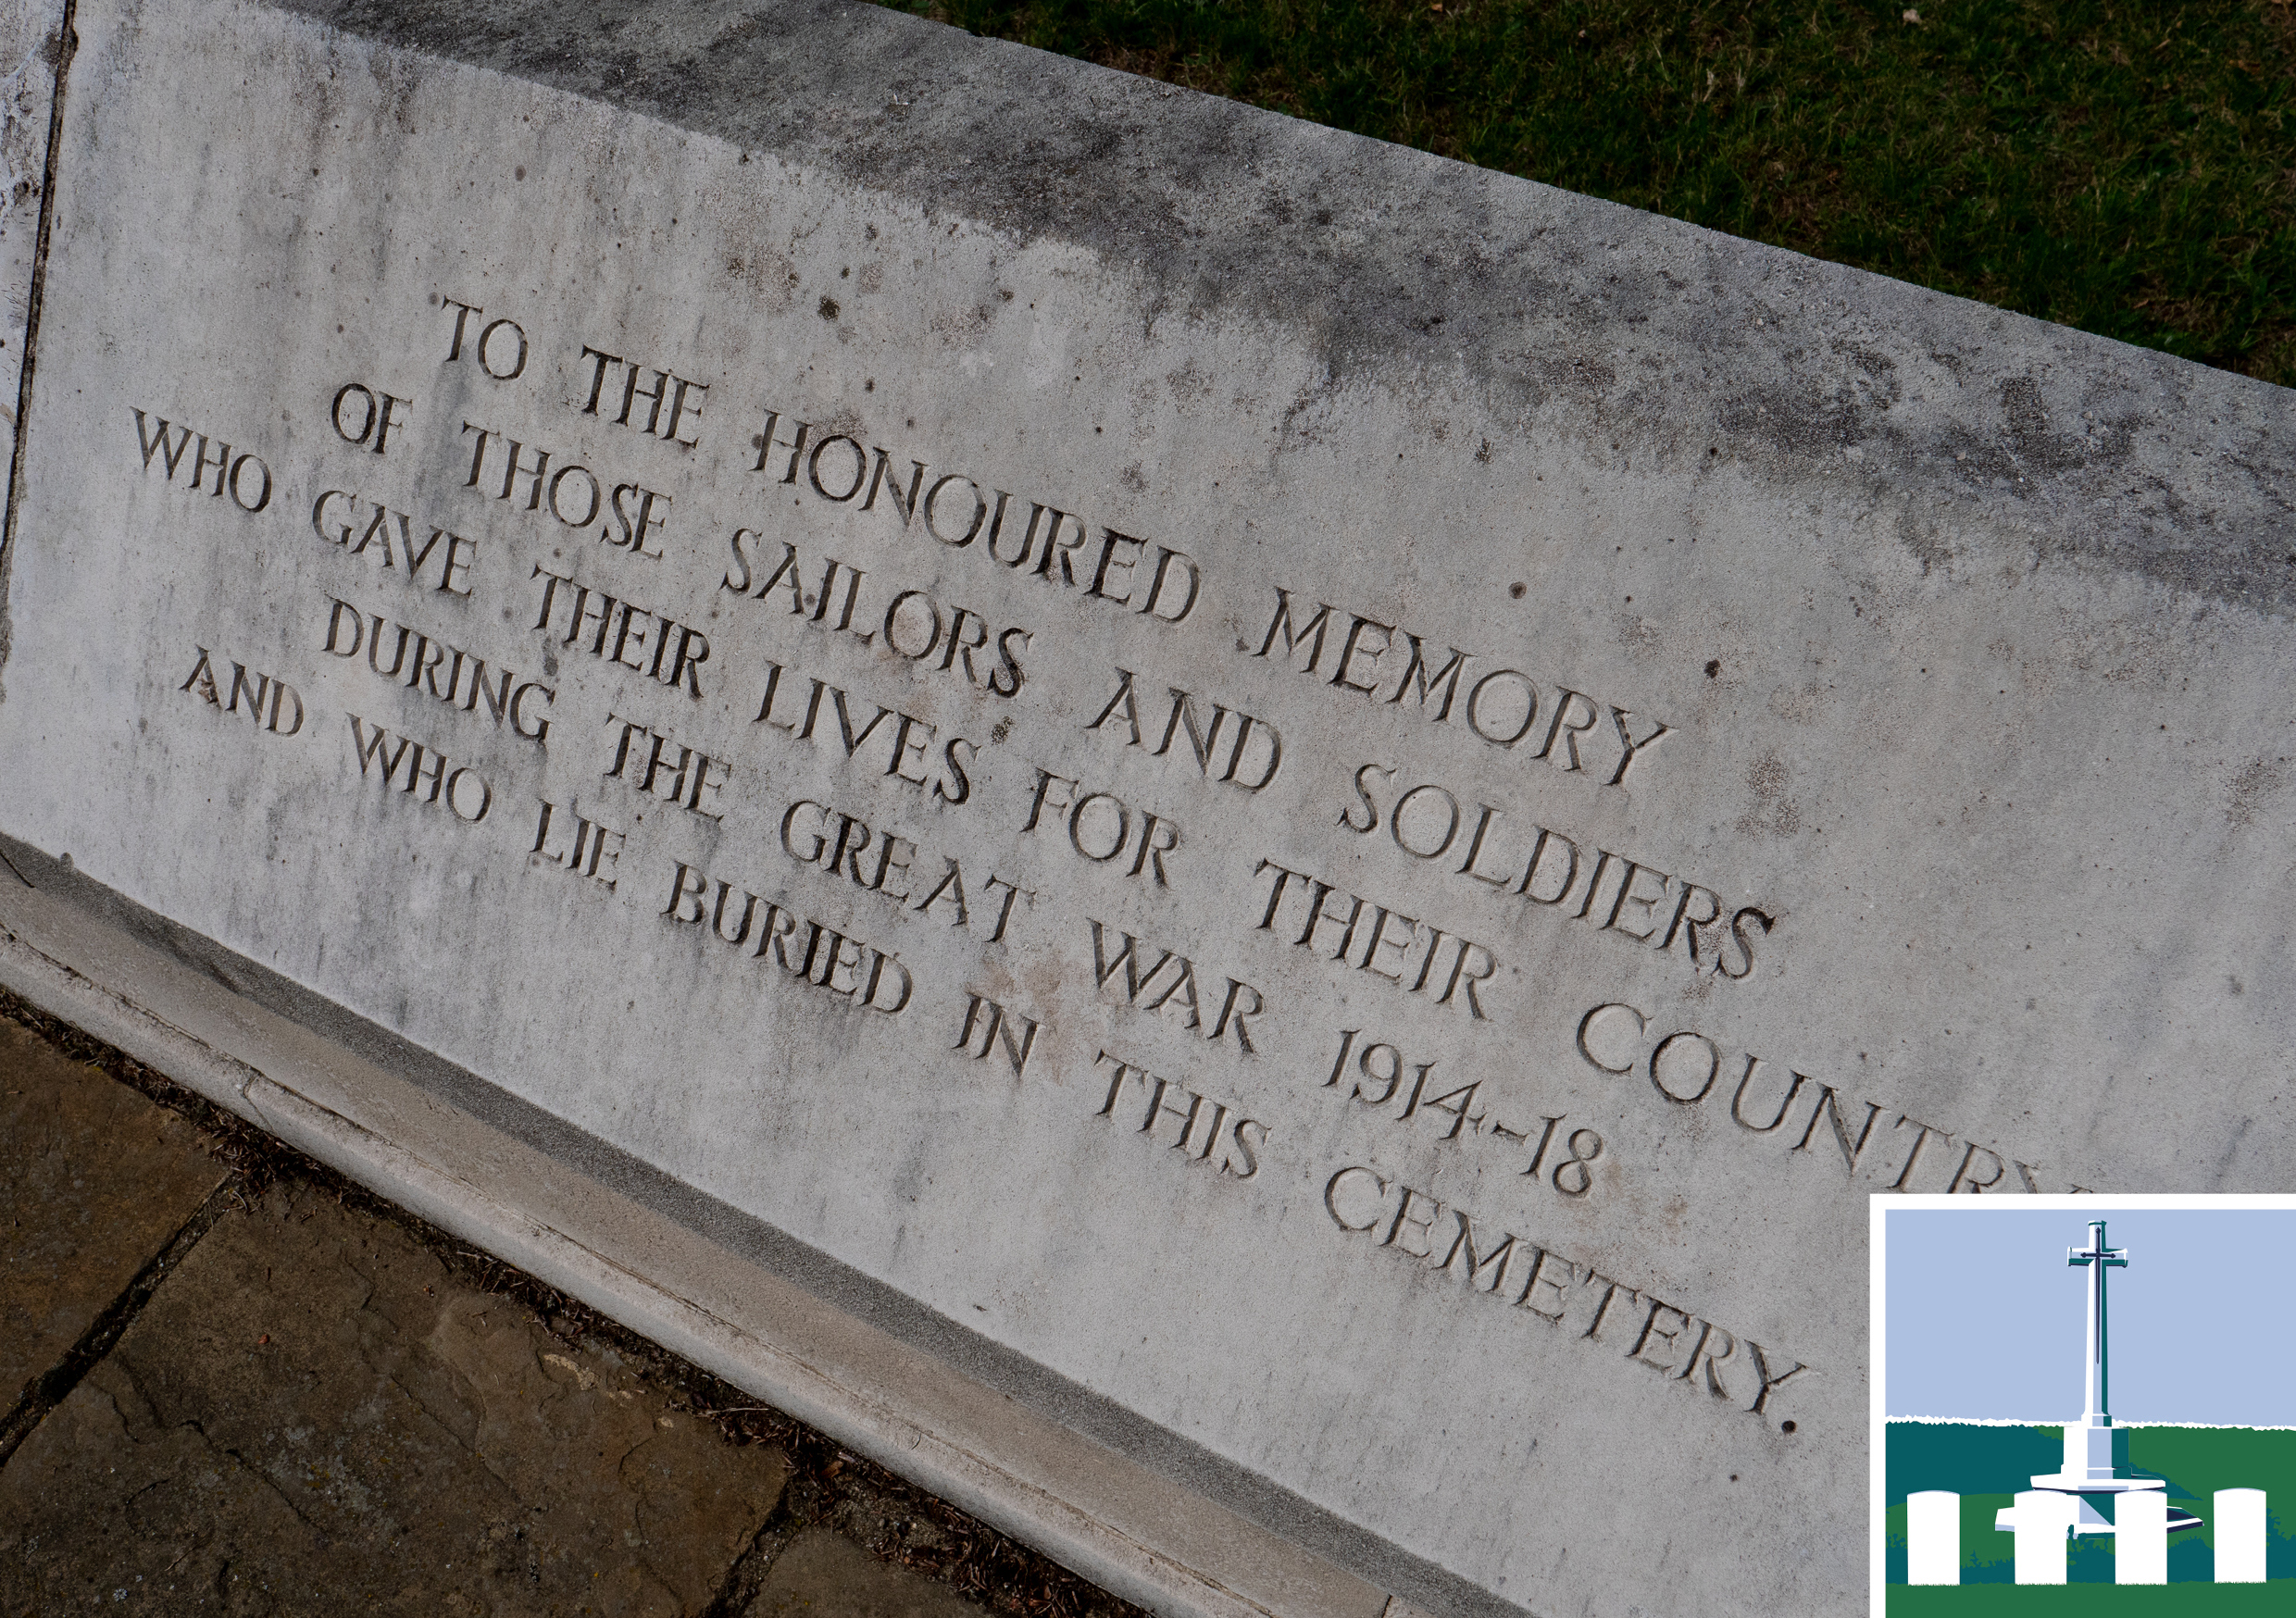 TO THE HONOURED MEMORY
OF THOSE SAILORS AND SOLDIERS
WHO GAVE THEIR LIVES FOR THEIR COUNTRY
DURING THE GREAT WAR 1914-18
AND WHO LIE BURIED IN THIS CEMETERY.